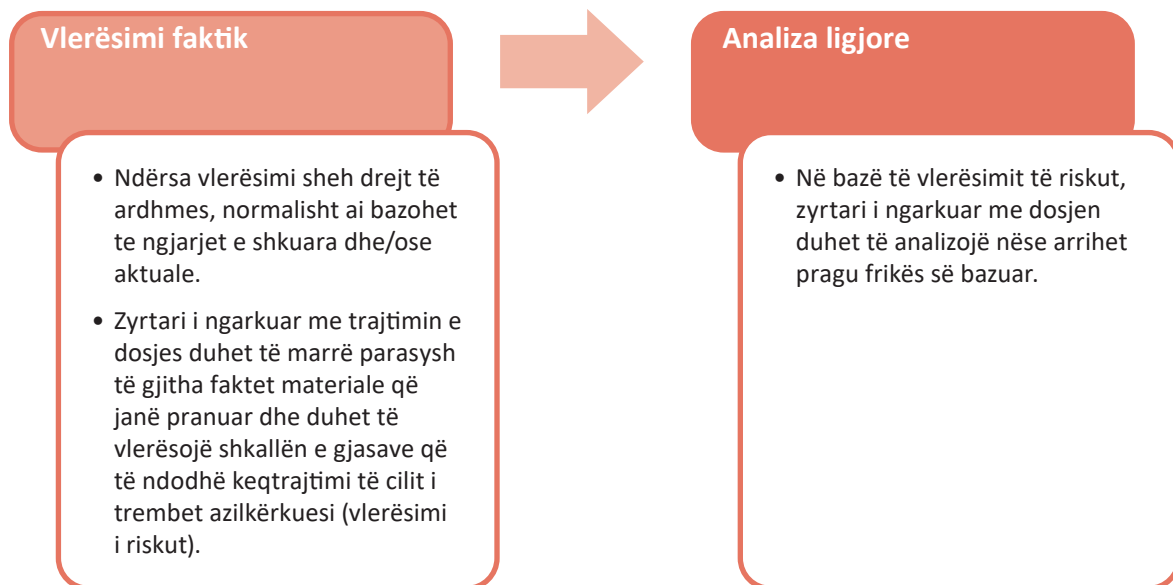 Vlerësimi faktik
• Ndërsa vlerësimi sheh drejt të
ardhmes, normalisht ai bazohet
te ngjarjet e shkuara dhe/ose
aktuale.
• Zyrtari i ngarkuar me trajtimin e
dosjes duhet të marrë parasysh
të gjitha faktet materiale që
janë pranuar dhe duhet të
vlerësojë shkallën e gjasave që
të ndodhë keqtrajtimi të cilit i
trembet azilkërkuesi (vlerësimi
i riskut).
Analiza ligjore
• Në bazë të vlerësimit të riskut,
zyrtari i ngarkuar me dosjen
duhet të analizojë nëse arrihet
pragu frikës së bazuar.